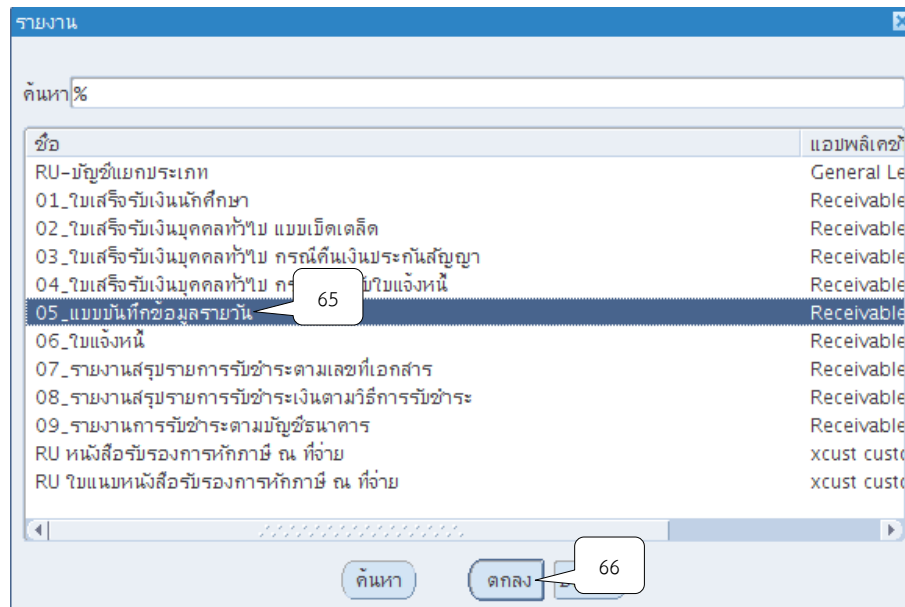 รายงาน
ค้นหา %
ชื่อ แอปพลิเคชั
RU-บัญชีแยกประเภท General Le
01_ใบเสร็จรับเงินนักศึกษา Receivable
02_ใบเสร็จรับเงินบุคคลทั่วไป แบบเบ็ดเตล็ด Receivable
03_ใบเสร็จรับเงินบุคคลทั่วไป กรณีคืนเงินประกันสัญญา Receivable
04_ใบเสร็จรับเงินบุคคลทั่วไป ใบแจ้งหนี้ Receivable
65
05_แบบบันทึกข้อมูลรายวัน Receivable
06_ใบแจ้งหนี้ Receivable
07_รายงานสรุปรายการรับชำระตามเลขที่เอกสาร Receivable
08_รายงานสรุปรายการรับชำระเงินตามวิธีการรับชำระ Receivable
09_รายงานการรับชำระตามบัญชีธนาคาร Receivable
RU หนังสือรับรองการหักภาษี ณ ที่จ่าย xcust custo
RU ใบแนบหนังสือรับรองการหักภาษี ณ ที่จ่าย xcust custo
ค้นหา ตกลง 66